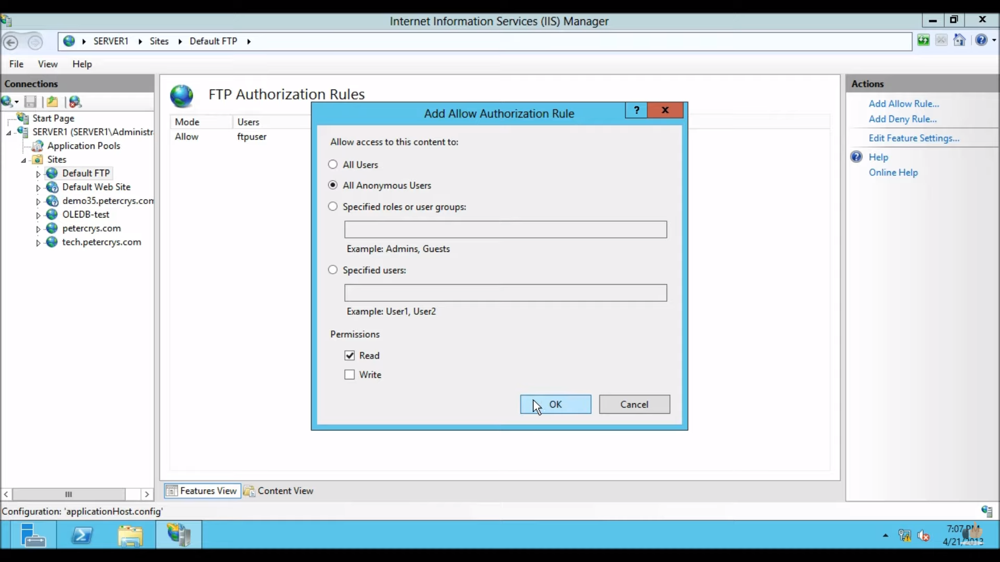 Internet Information Services (IIS) Manager
SERVER1 Sites Default FTP
File View Help
Connections
Start Page
SERVER1 (SERVER1\Administr
Application Pools
Sites
Default FTP
Default Web Site
demo35.petercrys.com
OLEDB-test
petercrys.com
tech.petercrys.com
FTP Authorization Rules
Mode Users
Allow ftpuser
Add Allow Authorization Rule
?
X
Allow access to this content to:
All Users
All Anonymous Users
Specified roles or user groups:
Example: Admins, Guests
Specified users:
Example: User1, User2
Permissions
Read
Write
OK Cancel
Actions
Add Allow Rule...
Add Deny Rule...
Edit Feature Settings...
Help
Online Help
Features View Content View
Configuration: 'applicationHost.config'
7:07 PM
4/21/2013